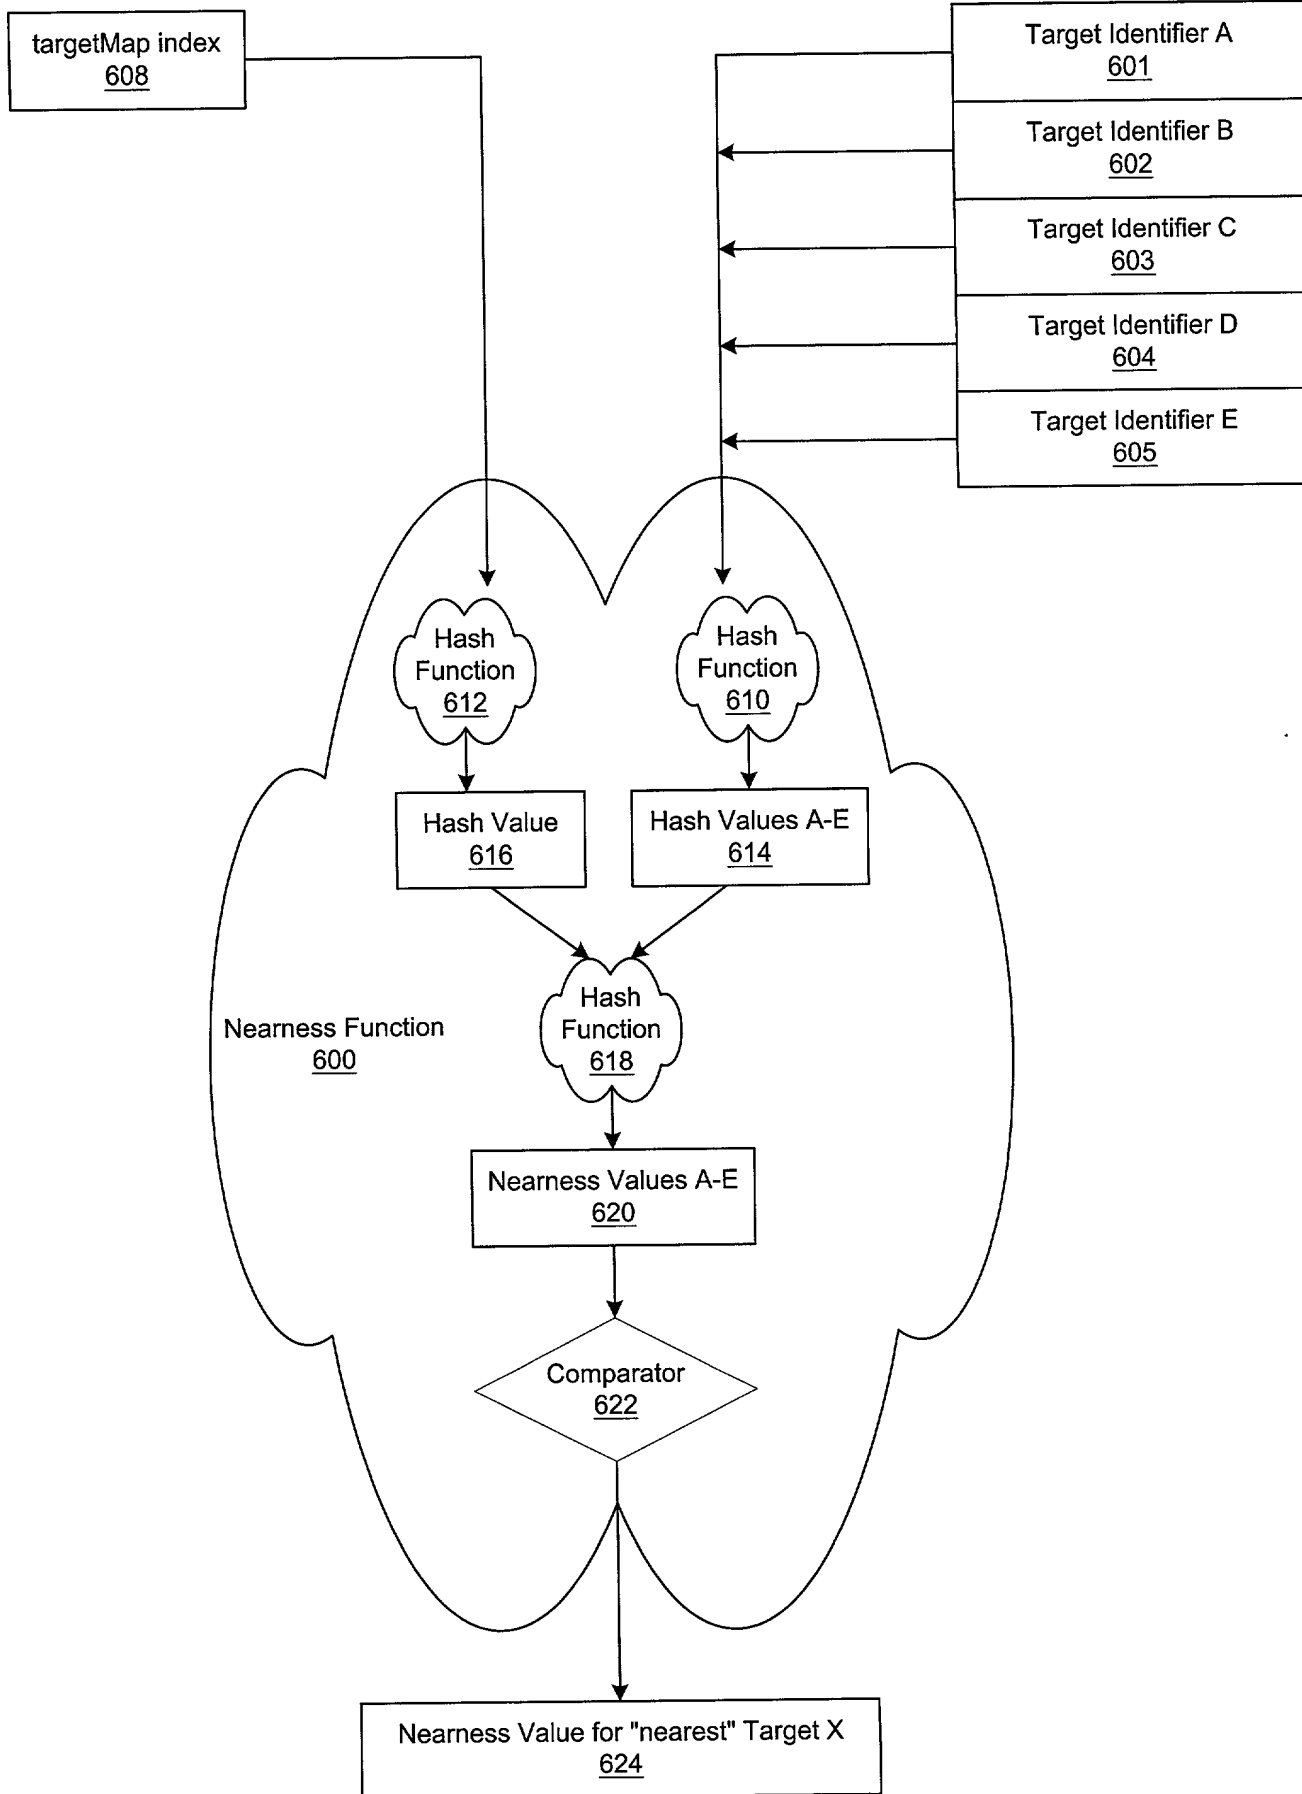 targetMap index
608
Target Identifier A
601
Target Identifier B
602
Target Identifier C
603
Target Identifier D
604
Target Identifier E
605
Hash
Function
612
Hash
Function
610
Hash Value
616
Hash Values A-E
614
Nearness Function
600
Hash
Function
618
Nearness Values A-E
620
Comparator
622
Nearness Value for "nearest" Target X
624